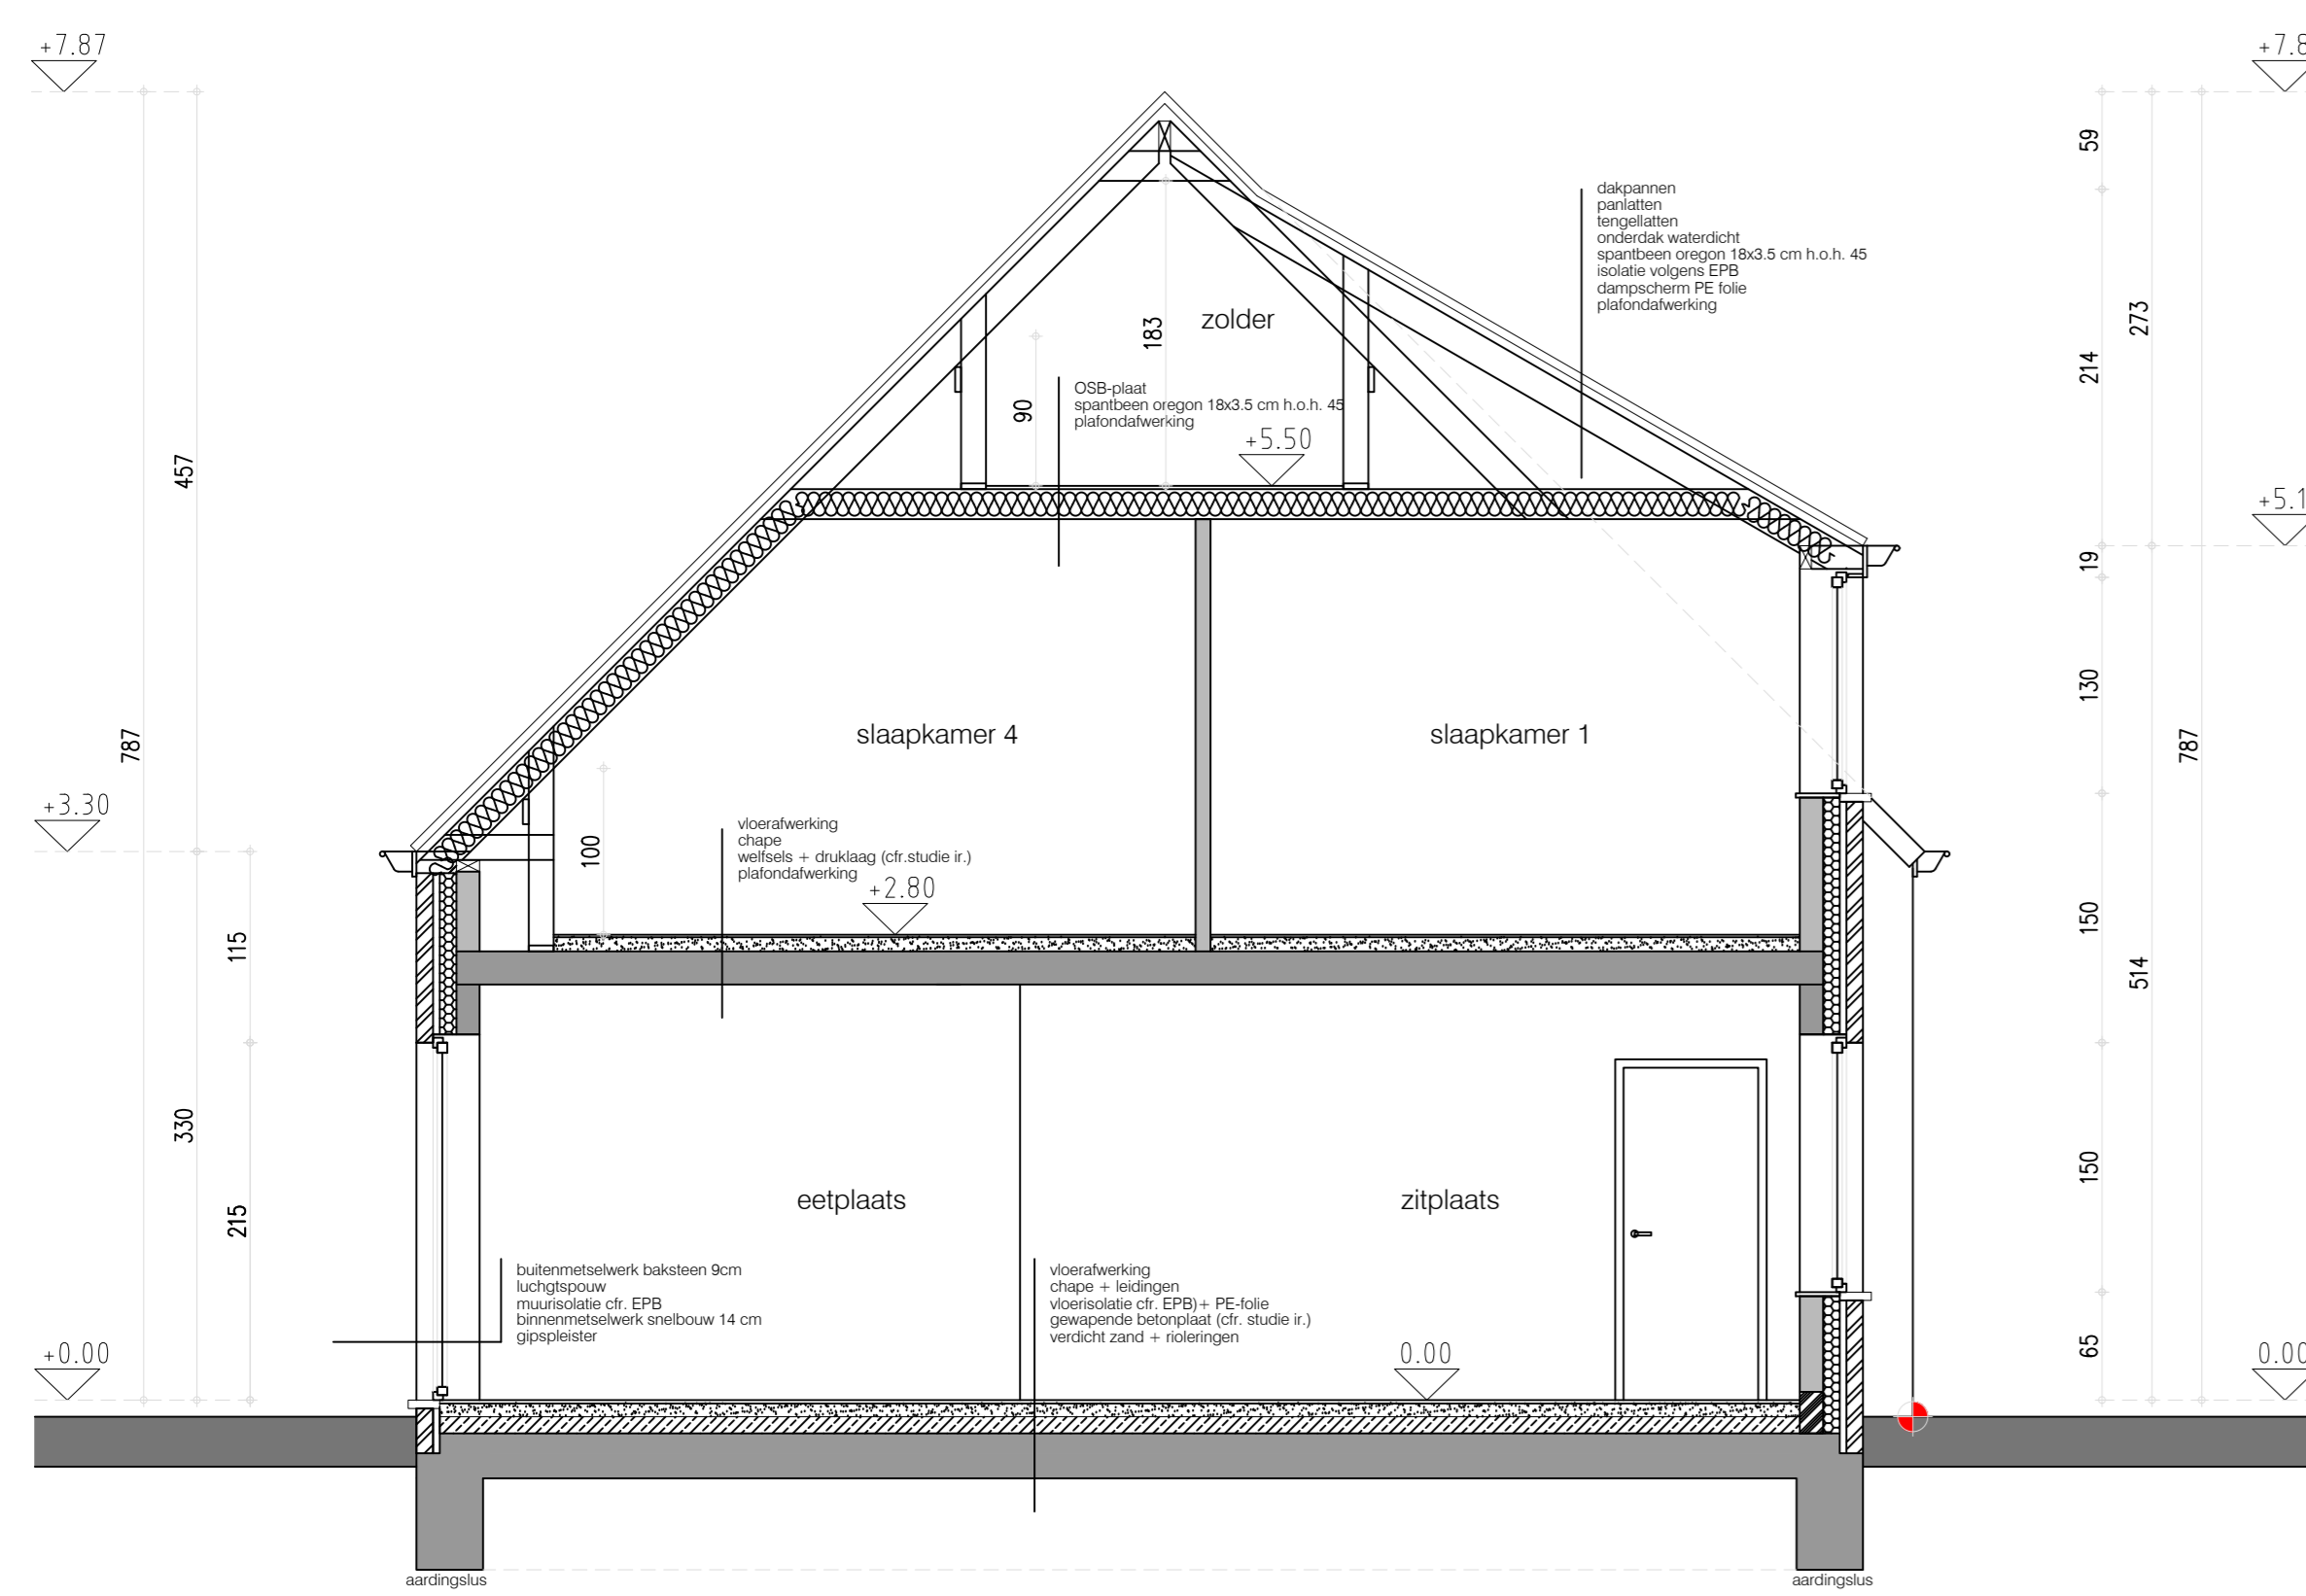 +7.87
+7.8
59
dakpannen
panlatten
tengellatten
onderdak waterdicht
spantbeen oregon 18x3.5 cm h.o.h. 45
isolatie volgens EPB
dampscherm PE folie
plafondafwerking
273
214
zolder
183
90
OSB-plaat
spantbeen oregon 18x3.5 cm h.o.h. 45
plafondafwerking
+5.50
457
+5.1
19
130
787
787
slaapkamer 4
slaapkamer 1
+3.30
100
vloerafwerking
chape
welfsels + druklaag (cfr.studie ir.)
plafondafwerking
+2.80
115
150
514
330
215
150
eetplaats
zitplaats
buitenmetselwerk baksteen 9cm
luchgtspouw
muurisolatie cfr. EPB
binnenmetselwerk snelbouw 14 cm
gipspleister
vloerafwerking
chape + leidingen
vloerisolatie cfr. EPB)+ PE-folie
gewapende betonplaat (cfr. studie ir.)
verdicht zand + rioleringen
65
+0.00
0.00
0.00
aardingslus
aardingslus